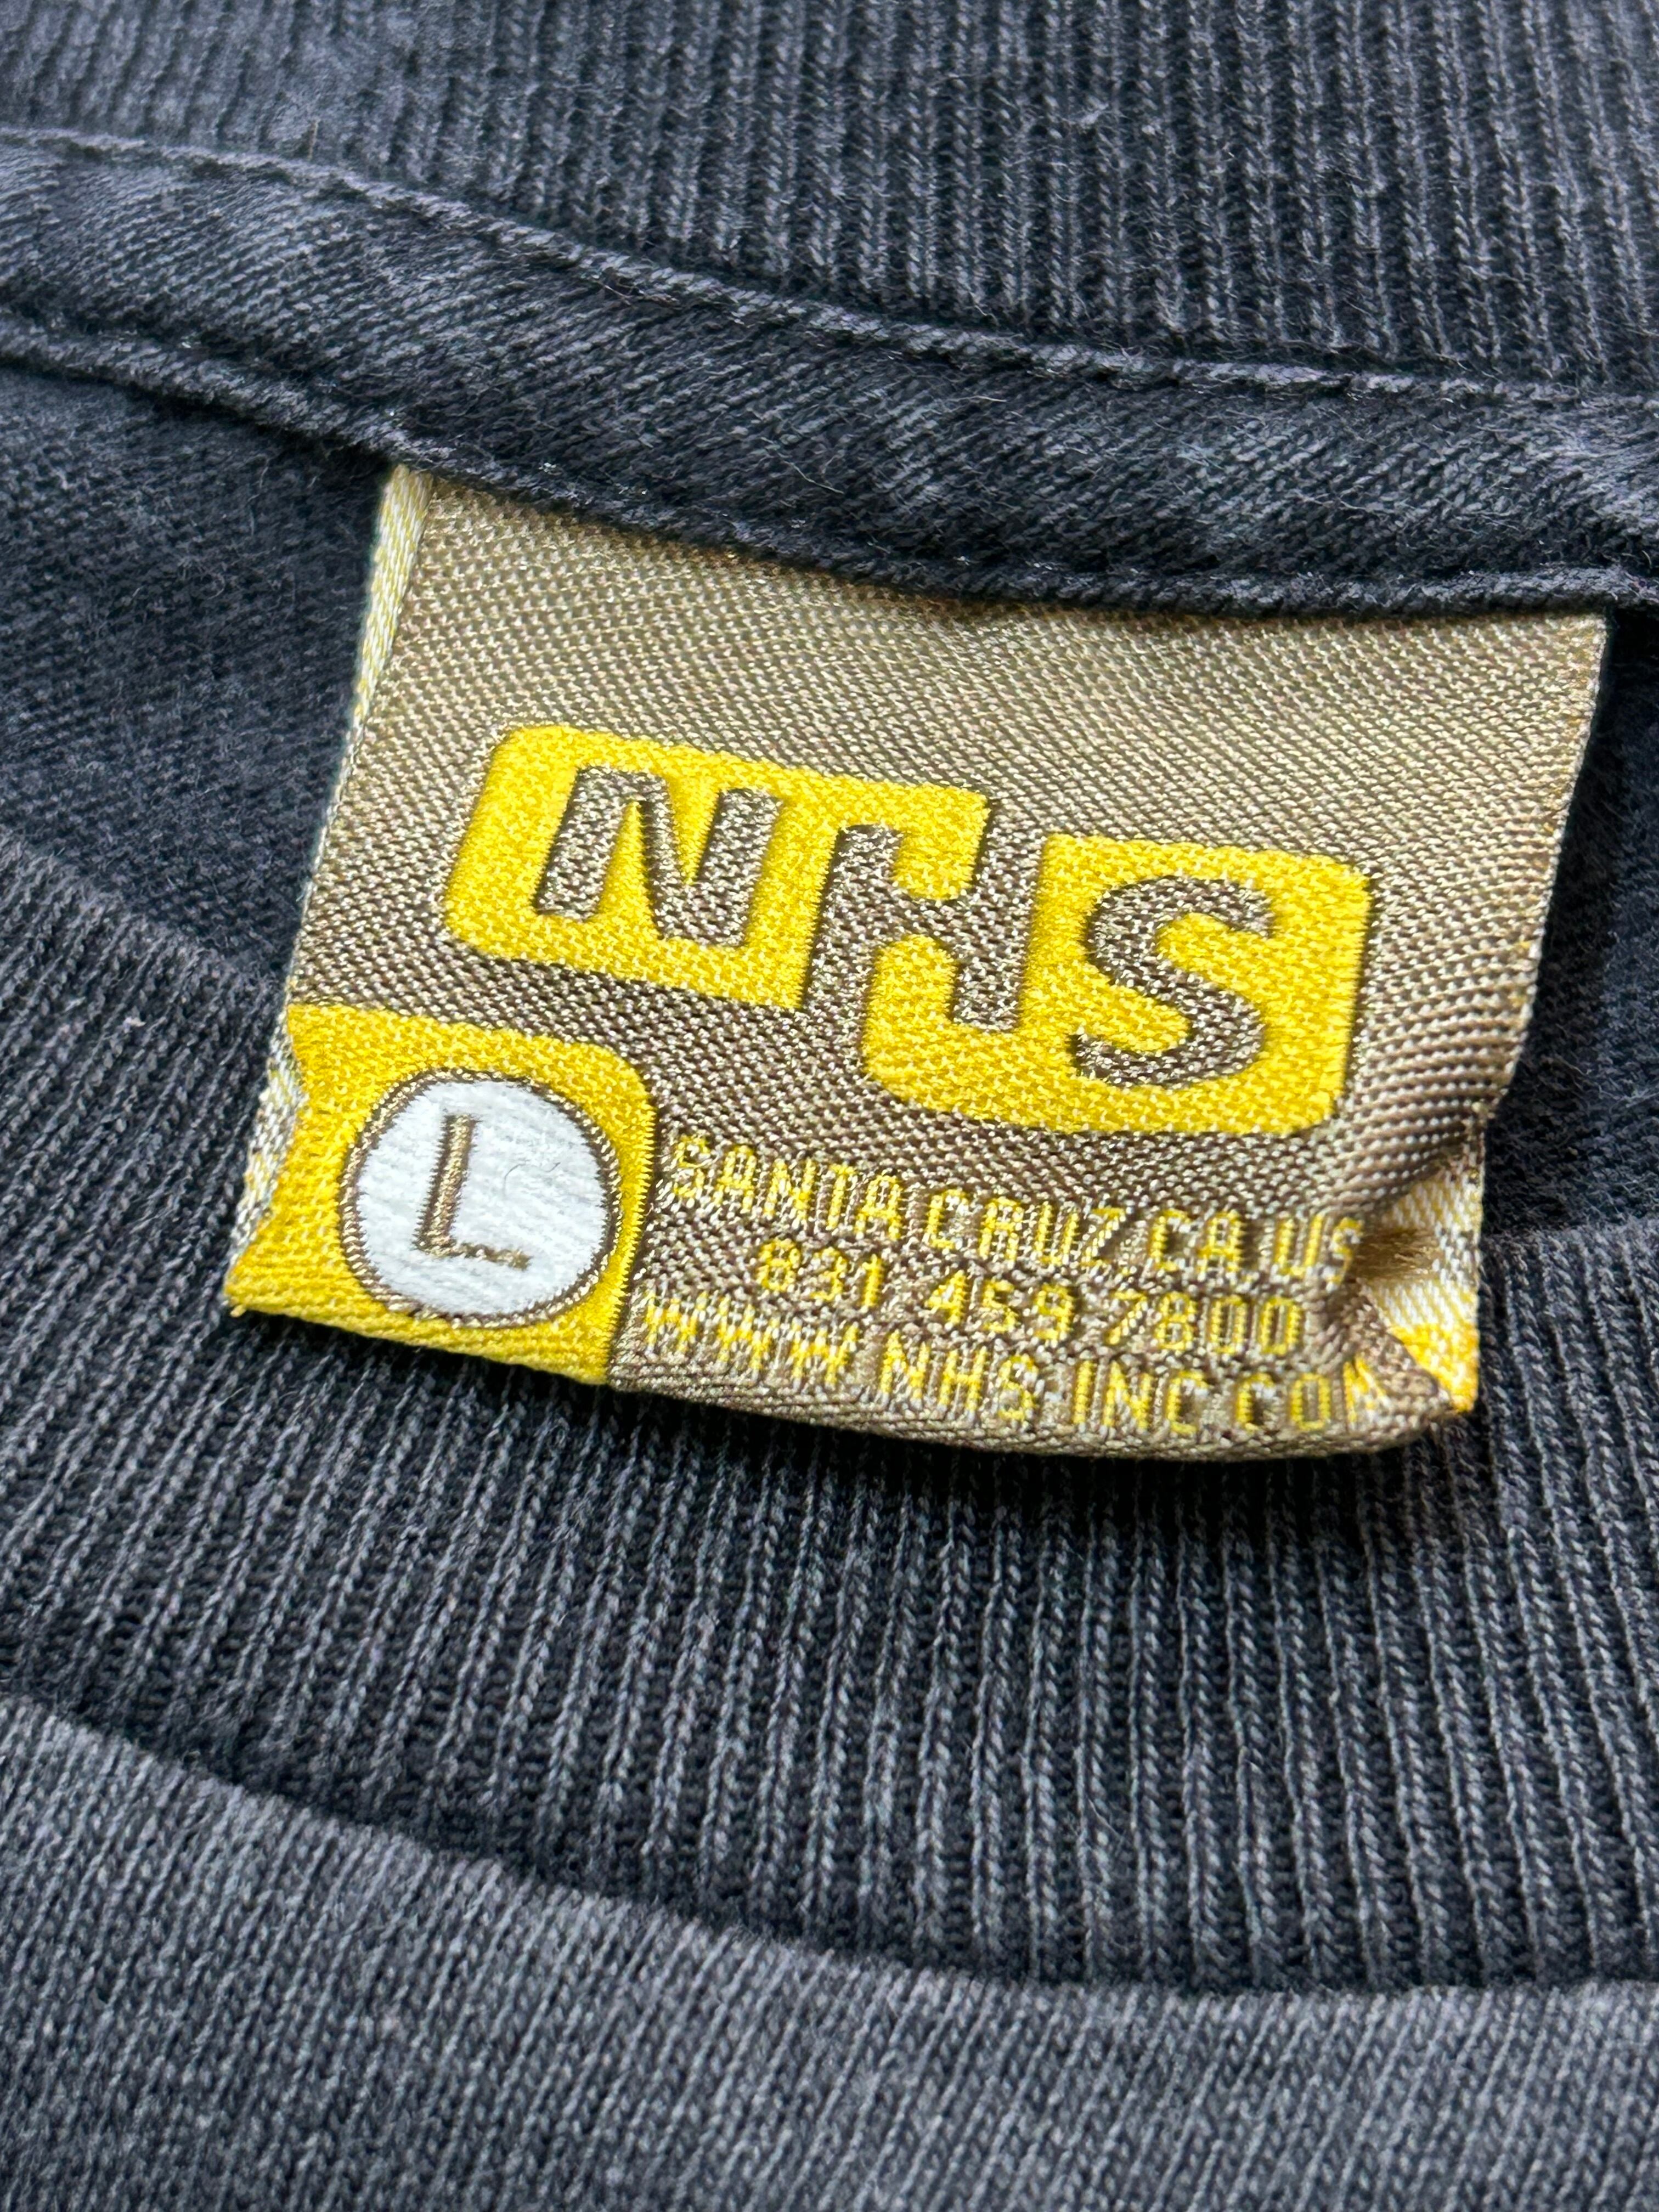 NHS
L
SANTA CRUZ CA US
831 459 7800
WWW NHS INC COM